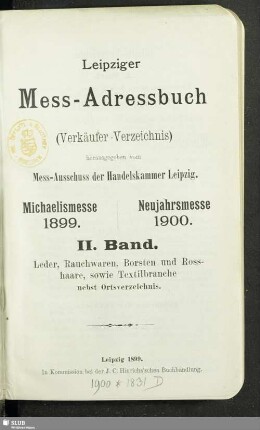 Leipziger
Mess-Adressbuch
(Verkäufer-Verzeichnis)
herausgegeben vom
Mess-Ausschuss der Handelskammer Leipzig.
Michaelismesse
1899.
Neujahrsmesse
1900.
II. Band.
Leder, Rauchwaren, Borsten und Ross-
haare, sowie Textilbranche
nebst Ortsverzeichnis.
Leipzig 1899.
In Kommission bei der J. C. Hinrichs'schen Buchhandlung.
1900 * 1831 D
SLUB